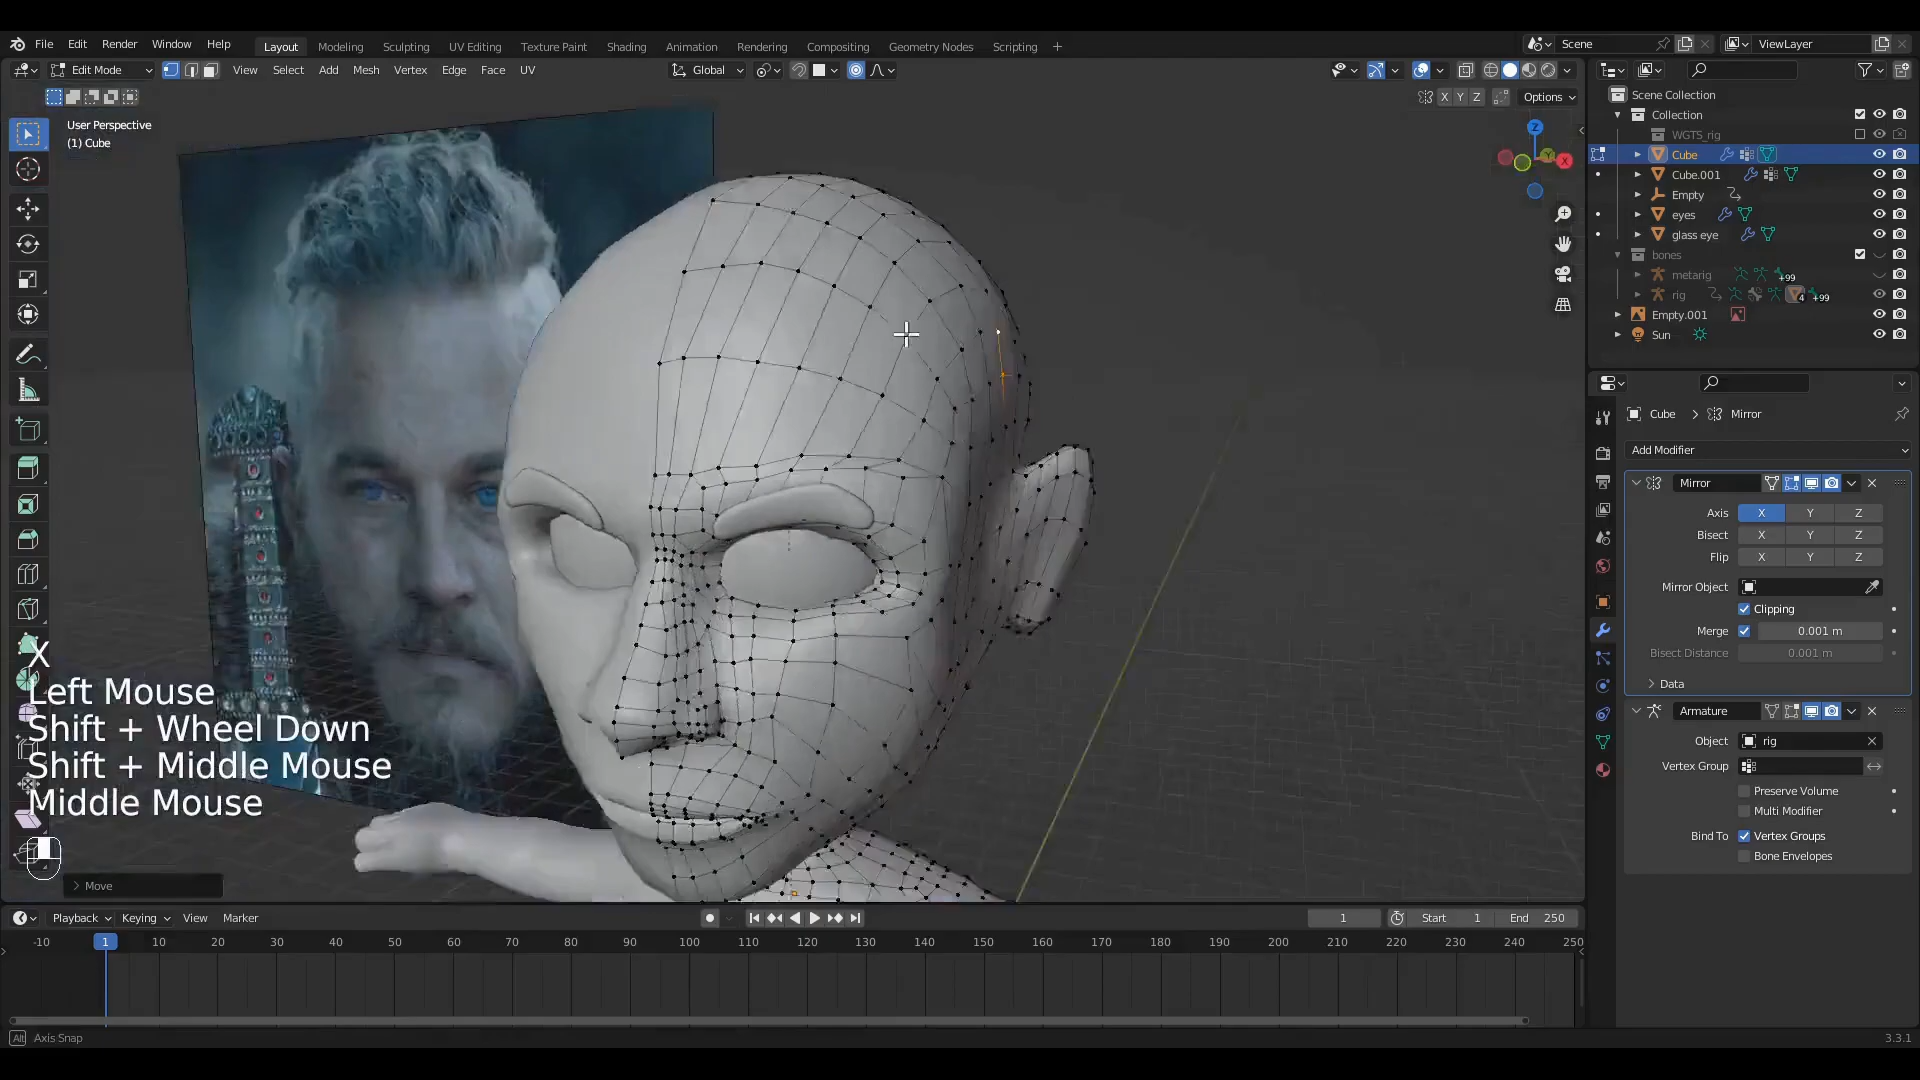 File Edit Render Window Help Layout Modeling Sculpting UV Editing Texture Paint Shading Animation Rendering Compositing Geometry Nodes Scripting + Scene ViewLayer
Edit Mode View Select Add Mesh Vertex Edge Face UV Global
X Y Z Options
User Perspective
(1) Cube
Z
X
Scene Collection
Collection
WGTS_rig
Cube
Cube.001
Empty
eyes
glass eye
bones
metarig +99
rig 4 +99
Empty.001
Sun
Cube > Mirror
Add Modifier
Mirror
Axis X Y Z
Bisect X Y Z
Flip X Y Z
Mirror Object
Clipping
Merge 0.001 m
Bisect Distance 0.001 m
Data
Armature
Object rig
Vertex Group
Preserve Volume
Multi Modifier
Bind To Vertex Groups
Bone Envelopes
X
Left Mouse
Shift + Wheel Down
Shift + Middle Mouse
Middle Mouse
Move
Playback Keying View Marker 1 Start 1 End 250
-10 1 10 20 30 40 50 60 70 80 90 100 110 120 130 140 150 160 170 180 190 200 210 220 230 240 250
Alt Axis Snap 3.3.1